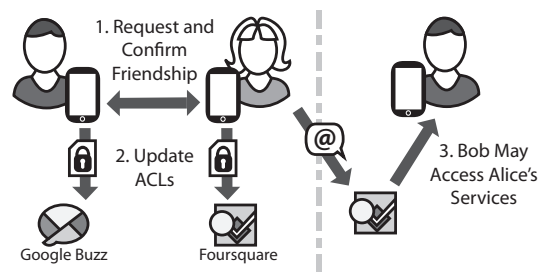 1. Request and
Confirm
Friendship
2. Update
ACLs
Google Buzz
Foursquare
@
3. Bob May
Access Alice's
Services